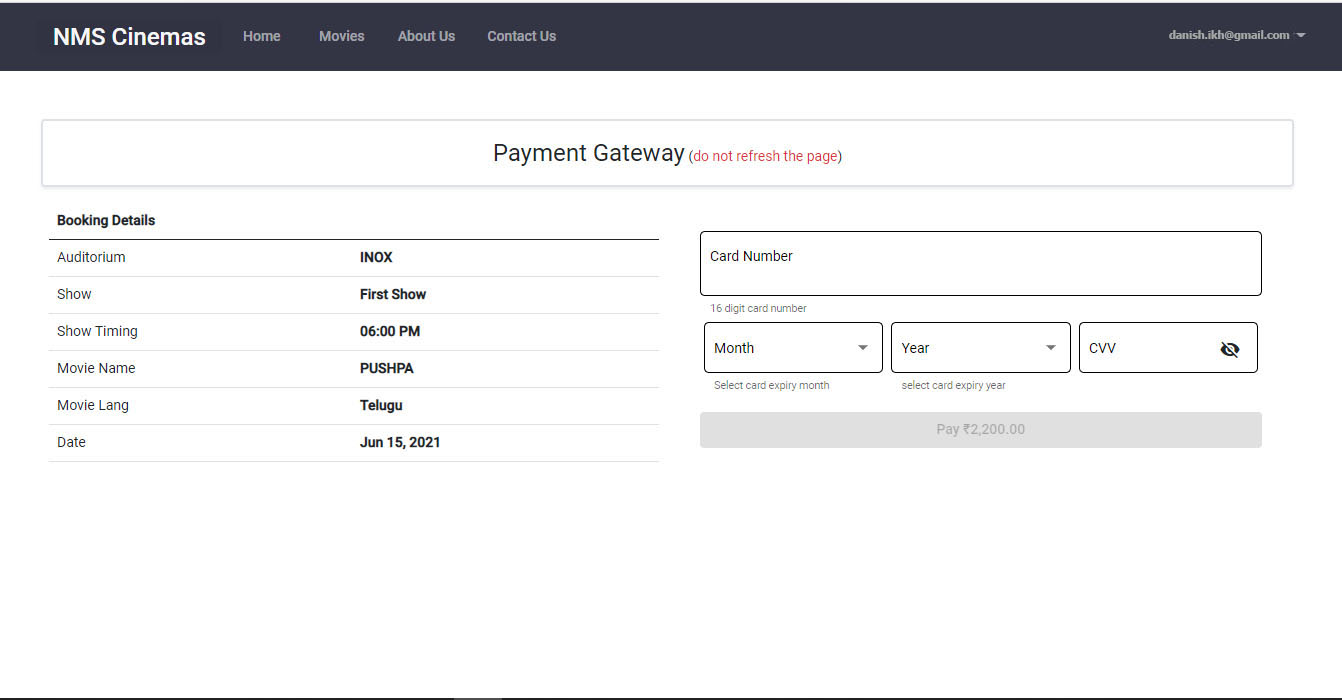 NMS Cinemas Home Movies About Us Contact Us danish.ikh@gmail.com
Payment Gateway (do not refresh the page)
Booking Details
Auditorium INOX
Show First Show
Show Timing 06:00 PM
Movie Name PUSHPA
Movie Lang Telugu
Date Jun 15, 2021
Card Number
16 digit card number
Month Year CVV
Select card expiry month select card expiry year
Pay ₹2,200.00